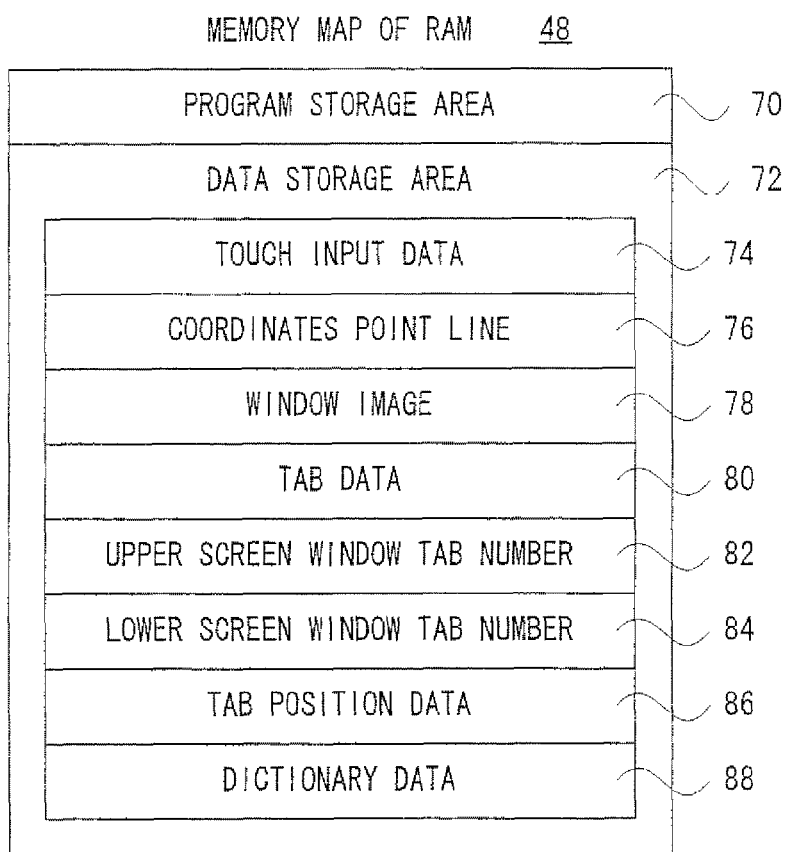 MEMORY MAP OF RAM 48
PROGRAM STORAGE AREA 70
DATA STORAGE AREA 72
TOUCH INPUT DATA 74
COORDINATES POINT LINE 76
WINDOW IMAGE 78
TAB DATA 80
UPPER SCREEN WINDOW TAB NUMBER 82
LOWER SCREEN WINDOW TAB NUMBER 84
TAB POSITION DATA 86
DICTIONARY DATA 88